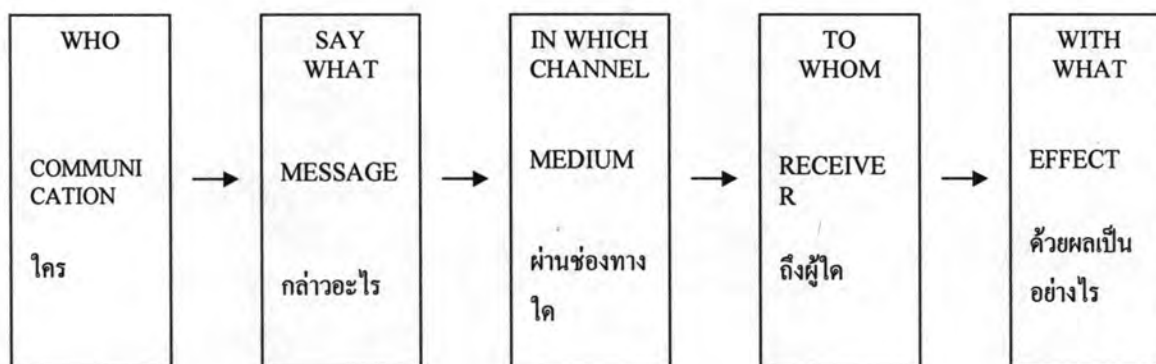 WHO
COMMUNI
CATION
ใคร
SAY
WHAT
MESSAGE
กล่าวอะไร
IN WHICH
CHANNEL
MEDIUM
ผ่านช่องทาง
ใด
TO
WHOM
RECEIVE
R
ถึงผู้ใด
WITH
WHAT
EFFECT
ด้วยผลเป็น
อย่างไร